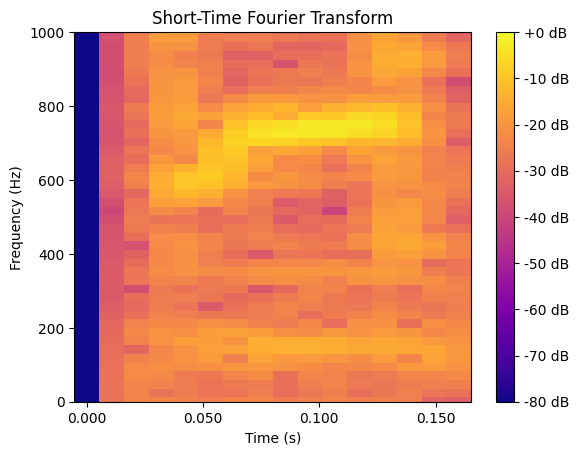 Short-Time Fourier Transform
1000
800
600
400
200
0
Frequency (Hz)
0.000
0.050
0.100
0.150
Time (s)
+0 dB
-10 dB
-20 dB
-30 dB
-40 dB
-50 dB
-60 dB
-70 dB
-80 dB